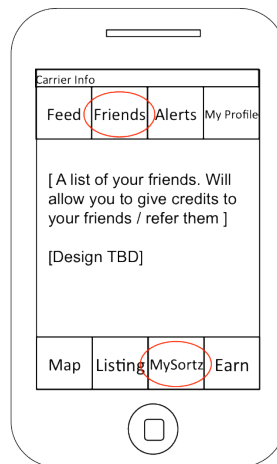 Carrier Info
Feed Friends Alerts My Profile
[ A list of your friends. Will
allow you to give credits to
your friends / refer them ]
[Design TBD]
Map Listing MySortz Earn